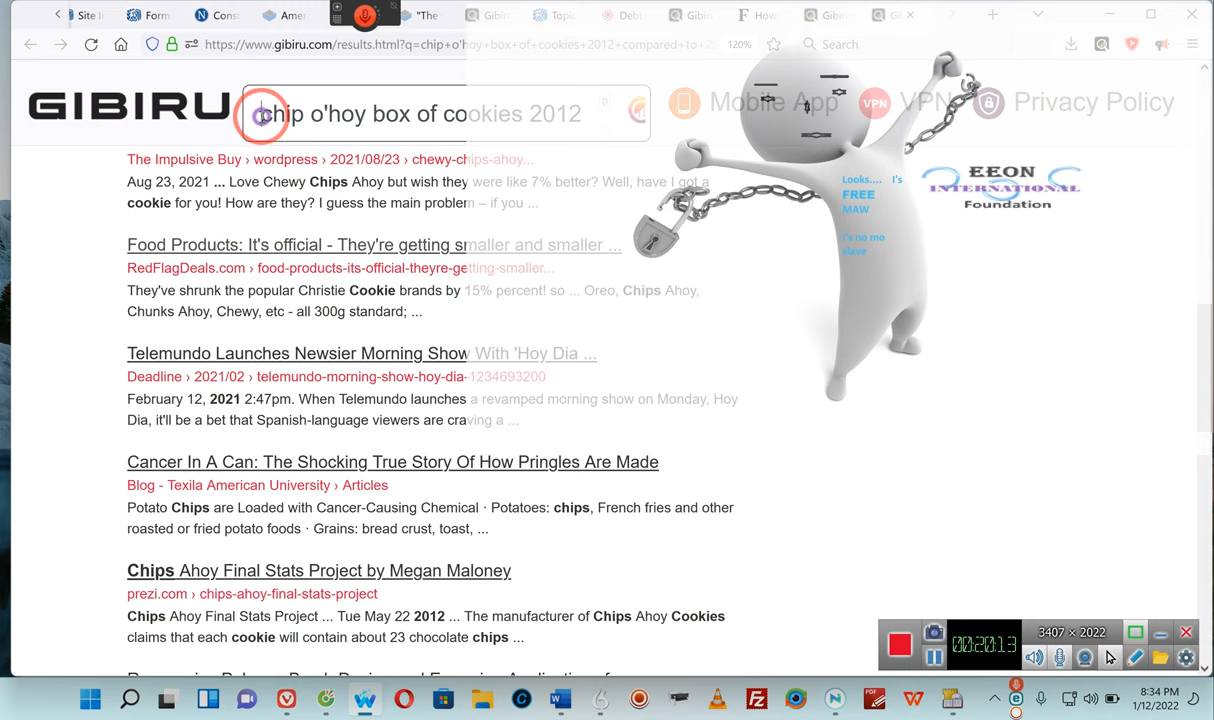 Site I
Form
Cons
Amer
"The
Gibir
Topic
Deb
Gibir
How
Gibir
Gi
https://www.gibiru.com/results.html?q=chip+o'hoy+box+of+cookies+2012+compared+to+2
120%
Search
GIBIRU
chip o'hoy box of cookies 2012
Mobile App
VPN
VPN
Privacy Policy
The Impulsive Buy › wordpress › 2021/08/23 › chewy-chips-ahoy...
Aug 23, 2021 ... Love Chewy Chips Ahoy but wish they were like 7% better? Well, have I got a
cookie for you! How are they? I guess the main problem – if you ...
Food Products: It's official - They're getting smaller and smaller ...
RedFlagDeals.com › food-products-its-official-theyre-getting-smaller...
They've shrunk the popular Christie Cookie brands by 15% percent! so ... Oreo, Chips Ahoy,
Chunks Ahoy, Chewy, etc - all 300g standard; ...
Telemundo Launches Newsier Morning Show With 'Hoy Dia ...
Deadline › 2021/02 › telemundo-morning-show-hoy-dia-1234693200
February 12, 2021 2:47pm. When Telemundo launches a revamped morning show on Monday, Hoy
Dia, it'll be a bet that Spanish-language viewers are craving a ...
Cancer In A Can: The Shocking True Story Of How Pringles Are Made
Blog - Texila American University › Articles
Potato Chips are Loaded with Cancer-Causing Chemical · Potatoes: chips, French fries and other
roasted or fried potato foods · Grains: bread crust, toast, ...
Chips Ahoy Final Stats Project by Megan Maloney
prezi.com › chips-ahoy-final-stats-project
Chips Ahoy Final Stats Project ... Tue May 22 2012 ... The manufacturer of Chips Ahoy Cookies
claims that each cookie will contain about 23 chocolate chips ...
Looks.... I's
FREE
MAW
I's no mo
slave
EEON
INTERNATIONAL
Foundation
00:20:13
3407 × 2022
8:34 PM
1/12/2022